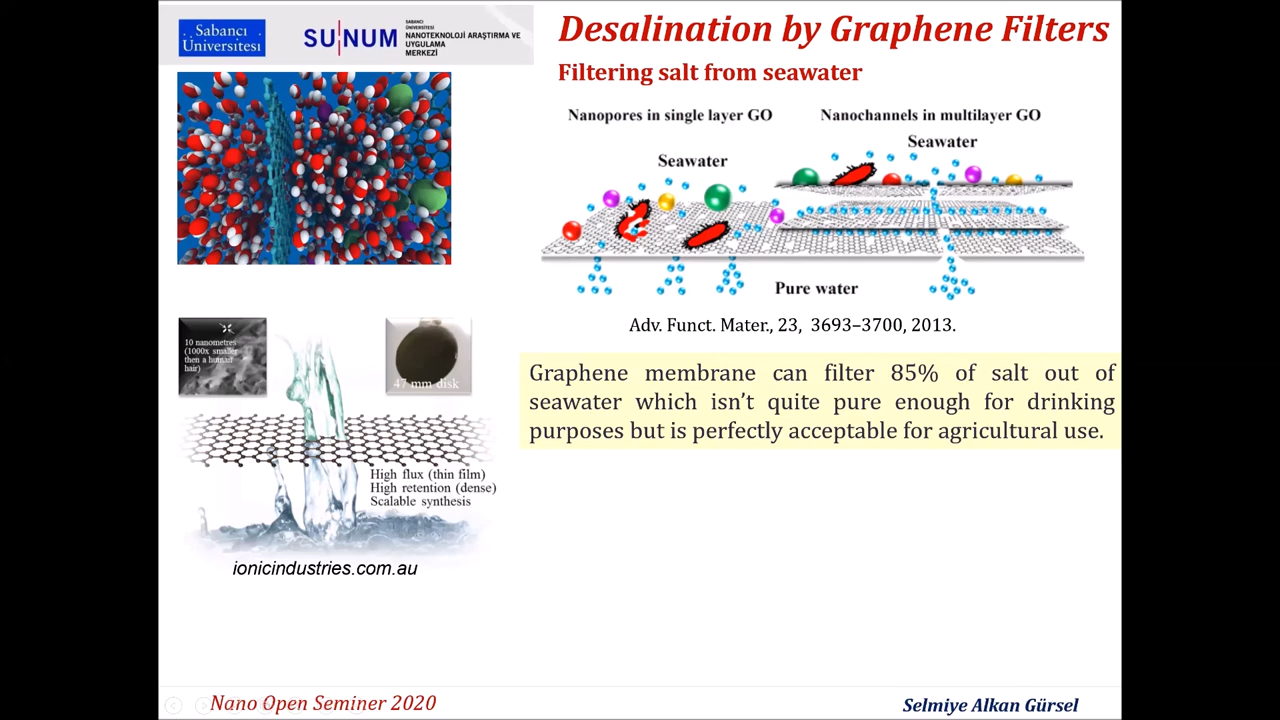 Sabancı
Üniversitesi
SUNUM
SABANCI
ÜNİVERSİTESİ
NANOTEKNOLOJİ ARAŞTIRMA VE
UYGULAMA
MERKEZİ
Desalination by Graphene Filters
Filtering salt from seawater
Nanopores in single layer GO
Nanochannels in multilayer GO
Seawater
Seawater
Pure water
Adv. Funct. Mater., 23, 3693–3700, 2013.
10 nanometres
(1000x smaller
then a human
hair)
47 mm disk
Graphene membrane can filter 85% of salt out of
seawater which isn’t quite pure enough for drinking
purposes but is perfectly acceptable for agricultural use.
High flux (thin film)
High retention (dense)
Scalable synthesis
ionicindustries.com.au
Nano Open Seminer 2020
Selmiye Alkan Gürsel